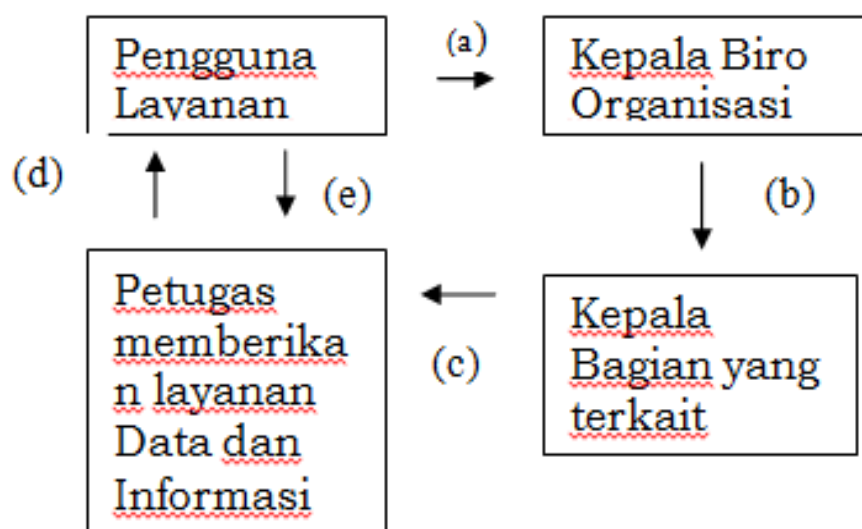 Pengguna
Layanan
(a)
Kepala Biro
Organisasi
(d)
(e)
(b)
Petugas
memberika
n layanan
Data dan
Informasi
(c)
Kepala
Bagian yang
terkait